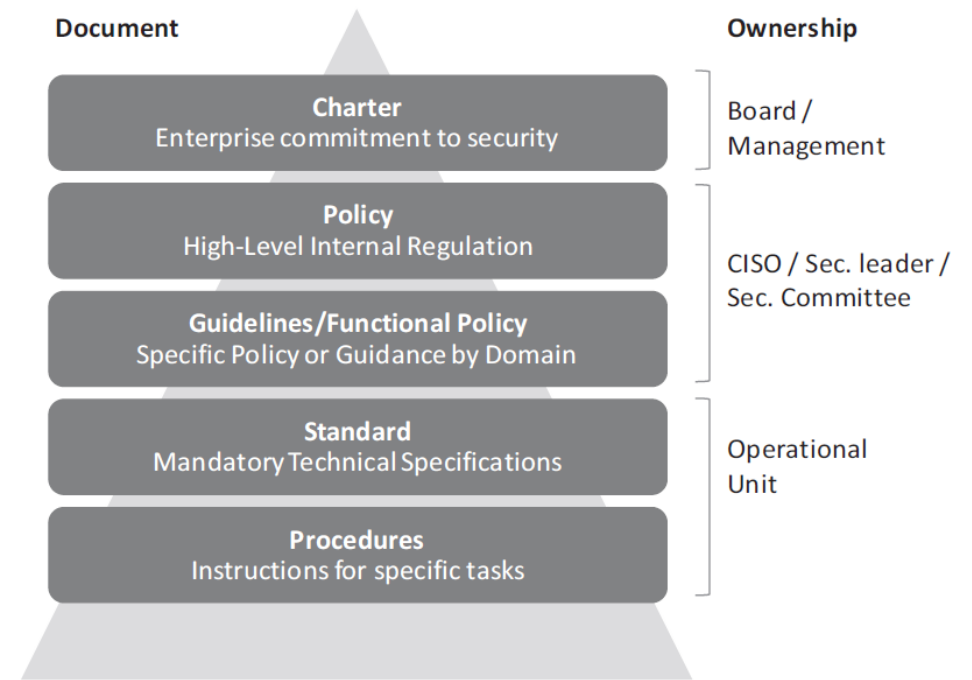 Document
Ownership
Charter
Enterprise commitment to security
Board /
Management
Policy
High-Level Internal Regulation
CISO / Sec. leader /
Sec. Committee
Guidelines/Functional Policy
Specific Policy or Guidance by Domain
Standard
Mandatory Technical Specifications
Operational
Unit
Procedures
Instructions for specific tasks